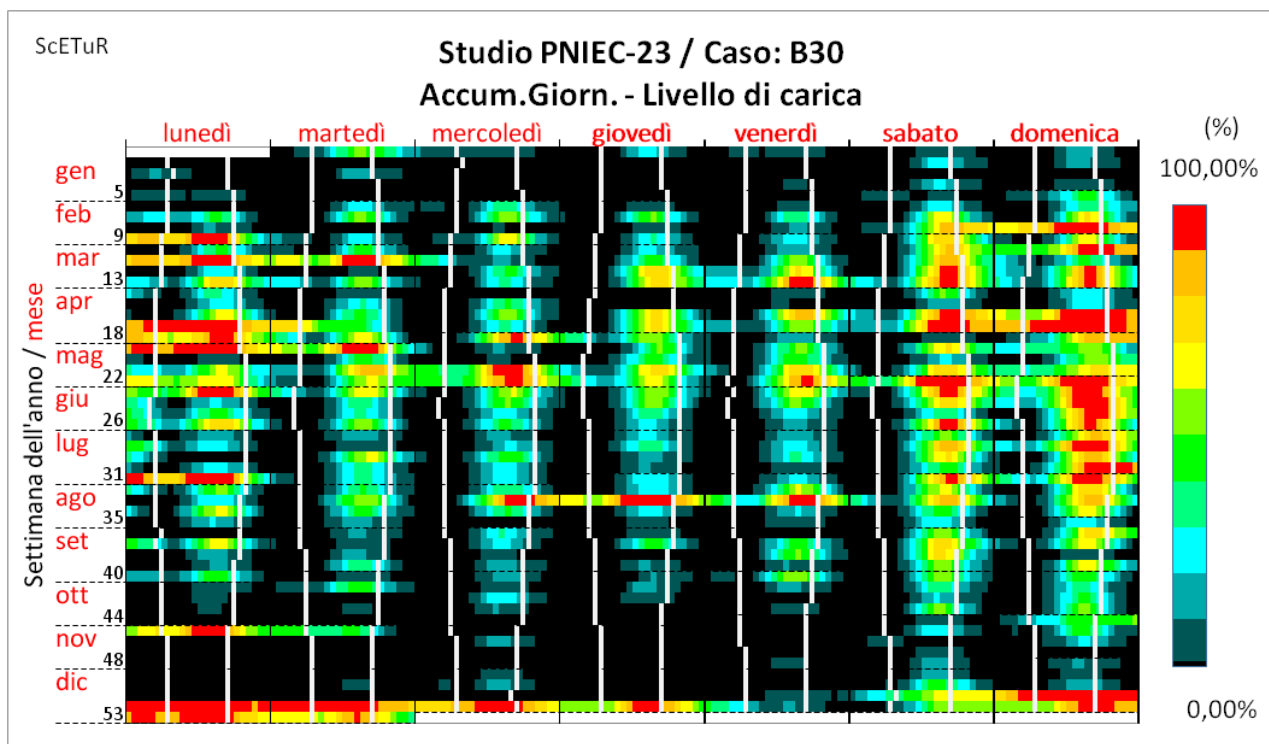 ScETuR
Studio PNIEC-23 / Caso: B30
Accum.Giorn. - Livello di carica
lunedì martedì mercoledì giovedì venerdì sabato domenica
(%)
100,00%
0,00%
Settimana dell'anno / mese
gen
5
feb
9
mar
13
apr
18
mag
22
giu
26
lug
31
ago
35
set
40
ott
44
nov
48
dic
53